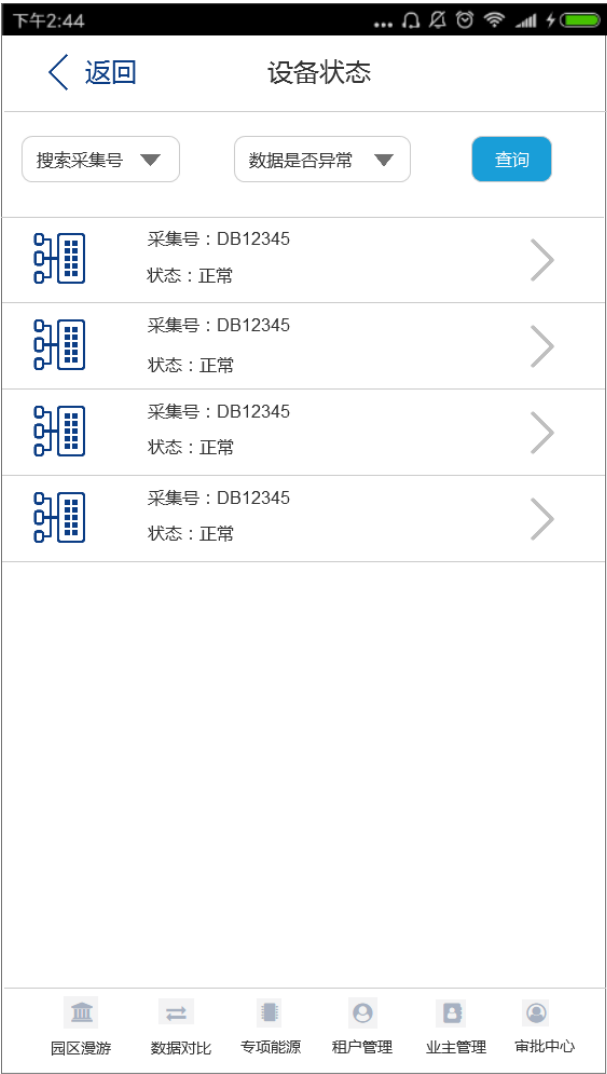 下午2:44
返回 设备状态
搜索采集号 数据是否异常 查询
采集号：DB12345
状态：正常
采集号：DB12345
状态：正常
采集号：DB12345
状态：正常
采集号：DB12345
状态：正常
园区漫游 数据对比 专项能源 租户管理 业主管理 审批中心